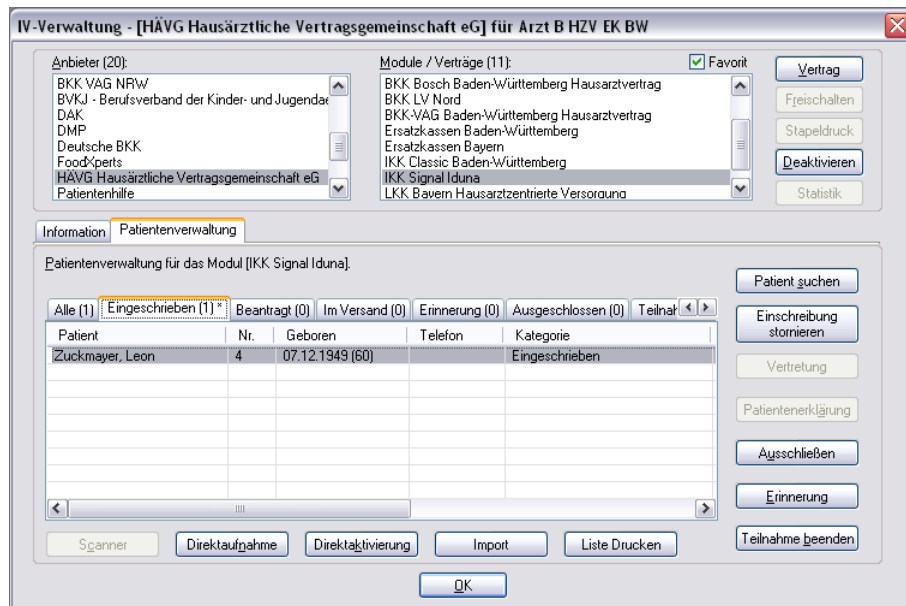 IV-Verwaltung - [HÄVG Hausärztliche Vertragsgemeinschaft eG] für Arzt B HZV EK BW
Anbieter (20):
BKK VAG NRW
BVKJ - Berufsverband der Kinder- und Jugendae
DAK
DMP
Deutsche BKK
FoodXperts
HÄVG Hausärztliche Vertragsgemeinschaft eG
Patientenhilfe
Module / Verträge (11):
Favorit
BKK Bosch Baden-Württemberg Hausarztvertrag
BKK LV Nord
BKK-VAG Baden-Württemberg Hausarztvertrag
Ersatzkassen Baden-Württemberg
Ersatzkassen Bayern
IKK Classic Baden-Württemberg
IKK Signal Iduna
LKK Bayern Hausarztzentrierte Versorgung
Vertrag
Freischalten
Stapeldruck
Deaktivieren
Statistik
Information Patientenverwaltung
Patientenverwaltung für das Modul [IKK Signal Iduna].
Alle (1) Eingeschrieben (1) * Beantragt (0) Im Versand (0) Erinnerung (0) Ausgeschlossen (0) Teilnah
Patient Nr. Geboren Telefon Kategorie
Zuckmayer, Leon 4 07.12.1949 (60) Eingeschrieben
Patient suchen
Einschreibung
stornieren
Vertretung
Patientenerklärung
Ausschließen
Erinnerung
Teilnahme beenden
Scanner Direktaufnahme Direktaktivierung Import Liste Drucken
OK